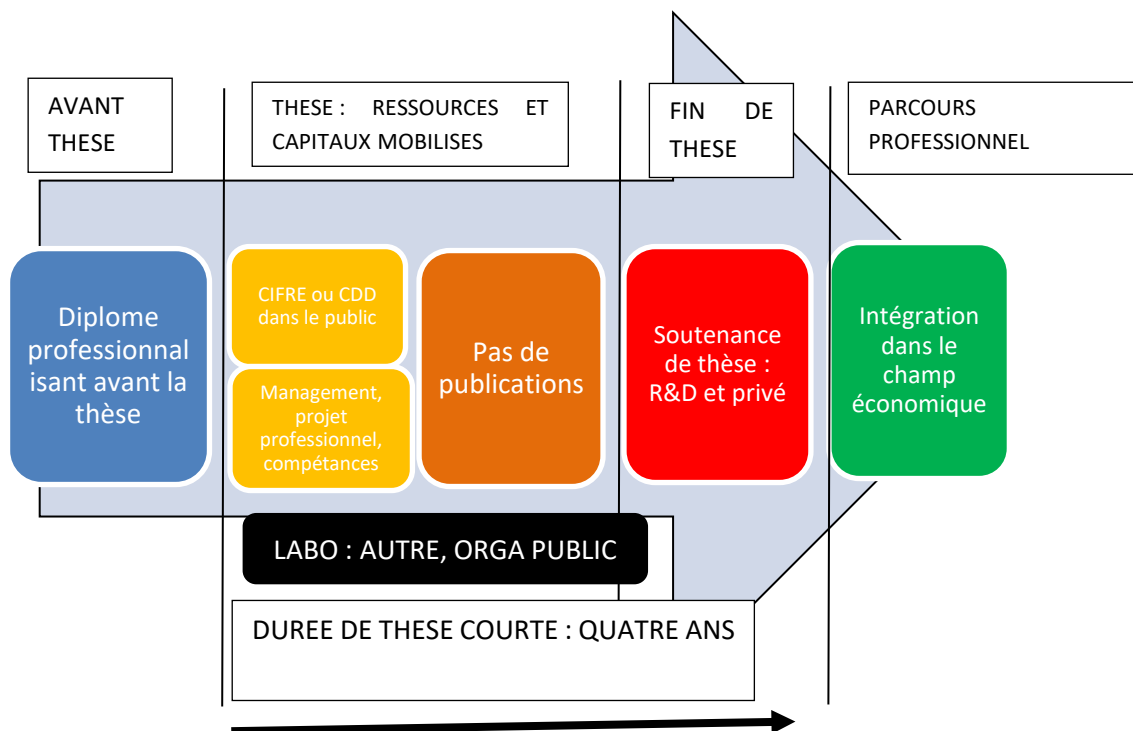 AVANT
THESE
THESE : RESSOURCES ET
CAPITAUX MOBILISES
FIN DE
THESE
PARCOURS
PROFESSIONNEL
Diplome
professionnal
isant avant la
thèse
CIFRE ou CDD
dans le public
Management,
projet
professionnel,
compétances
Pas de
publications
Soutenance
de thèse :
R&D et privé
Intégration
dans le
champ
économique
LABO : AUTRE, ORGA PUBLIC
DUREE DE THESE COURTE : QUATRE ANS